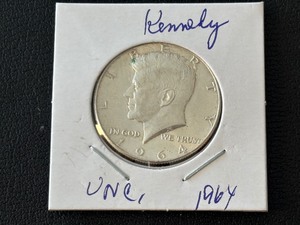 Kennedy
LIBERTY
IN GOD WE TRUST
1964
UNC. 1964